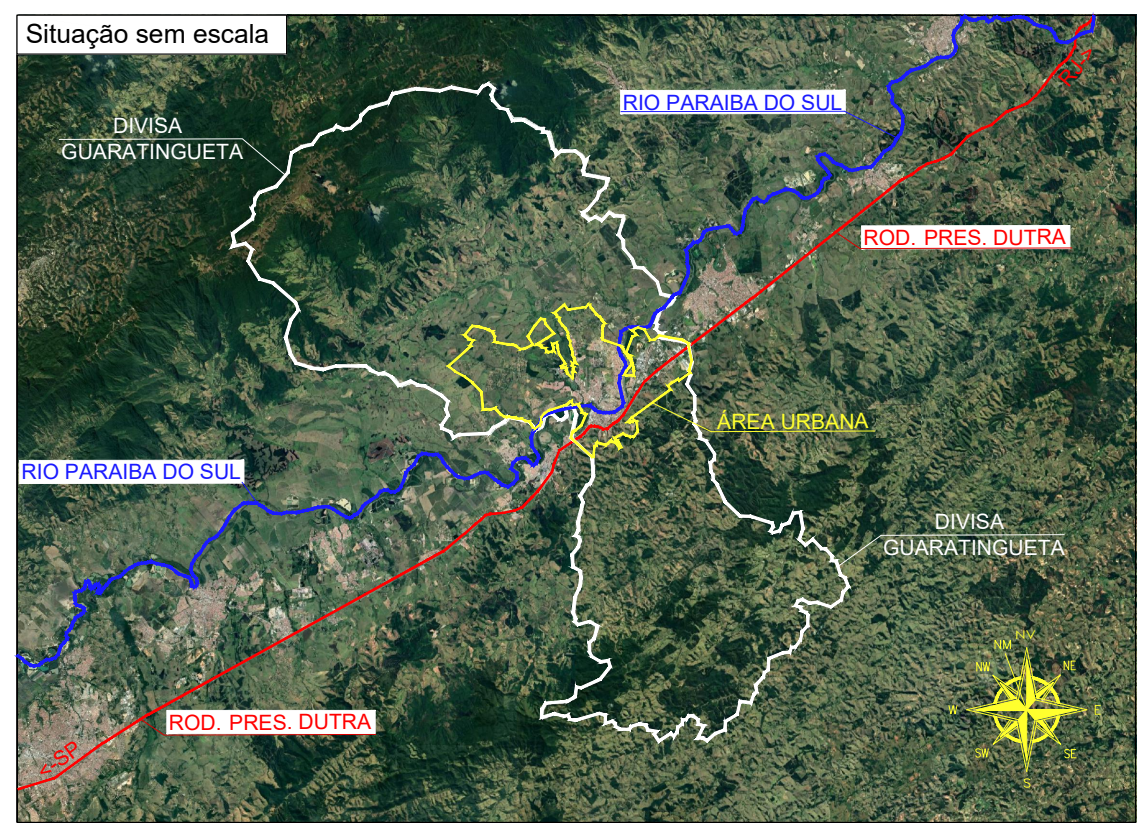 Situação sem escala
RJ->
RIO PARAIBA DO SUL
DIVISA
GUARATINGUETA
ROD. PRES. DUTRA
ÁREA URBANA
RIO PARAIBA DO SUL
DIVISA
GUARATINGUETA
NV
NM
NW
NE
W
E
SW
SE
S
ROD. PRES. DUTRA
<-SP